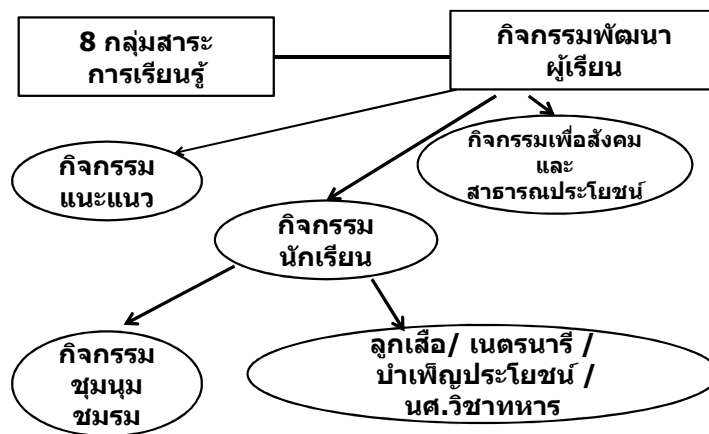 8 กลุ่มสาระ
การเรียนรู้
กิจกรรมพัฒนา
ผู้เรียน
กิจกรรม
แนะแนว
กิจกรรมเพื่อสังคม
และ
สาธารณประโยชน์
กิจกรรม
นักเรียน
กิจกรรม
ชุมนุม
ชมรม
ลูกเสือ/ เนตรนารี /
บำเพ็ญประโยชน์ /
นศ.วิชาทหาร